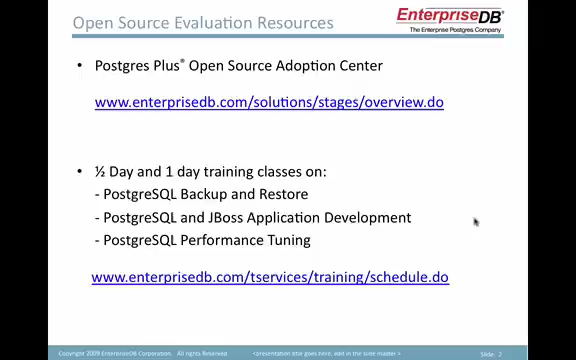 Open Source Evaluation Resources
EnterpriseDB
The Enterprise Postgres Company
• Postgres Plus® Open Source Adoption Center
www.enterprisedb.com/solutions/stages/overview.do
• ½ Day and 1 day training classes on:
- PostgreSQL Backup and Restore
- PostgreSQL and JBoss Application Development
- PostgreSQL Performance Tuning
www.enterprisedb.com/tservices/training/schedule.do
Copyright 2009 EnterpriseDB Corporation. All rights Reserved. <presentation title goes here, edit in the slide master > Slide: 2